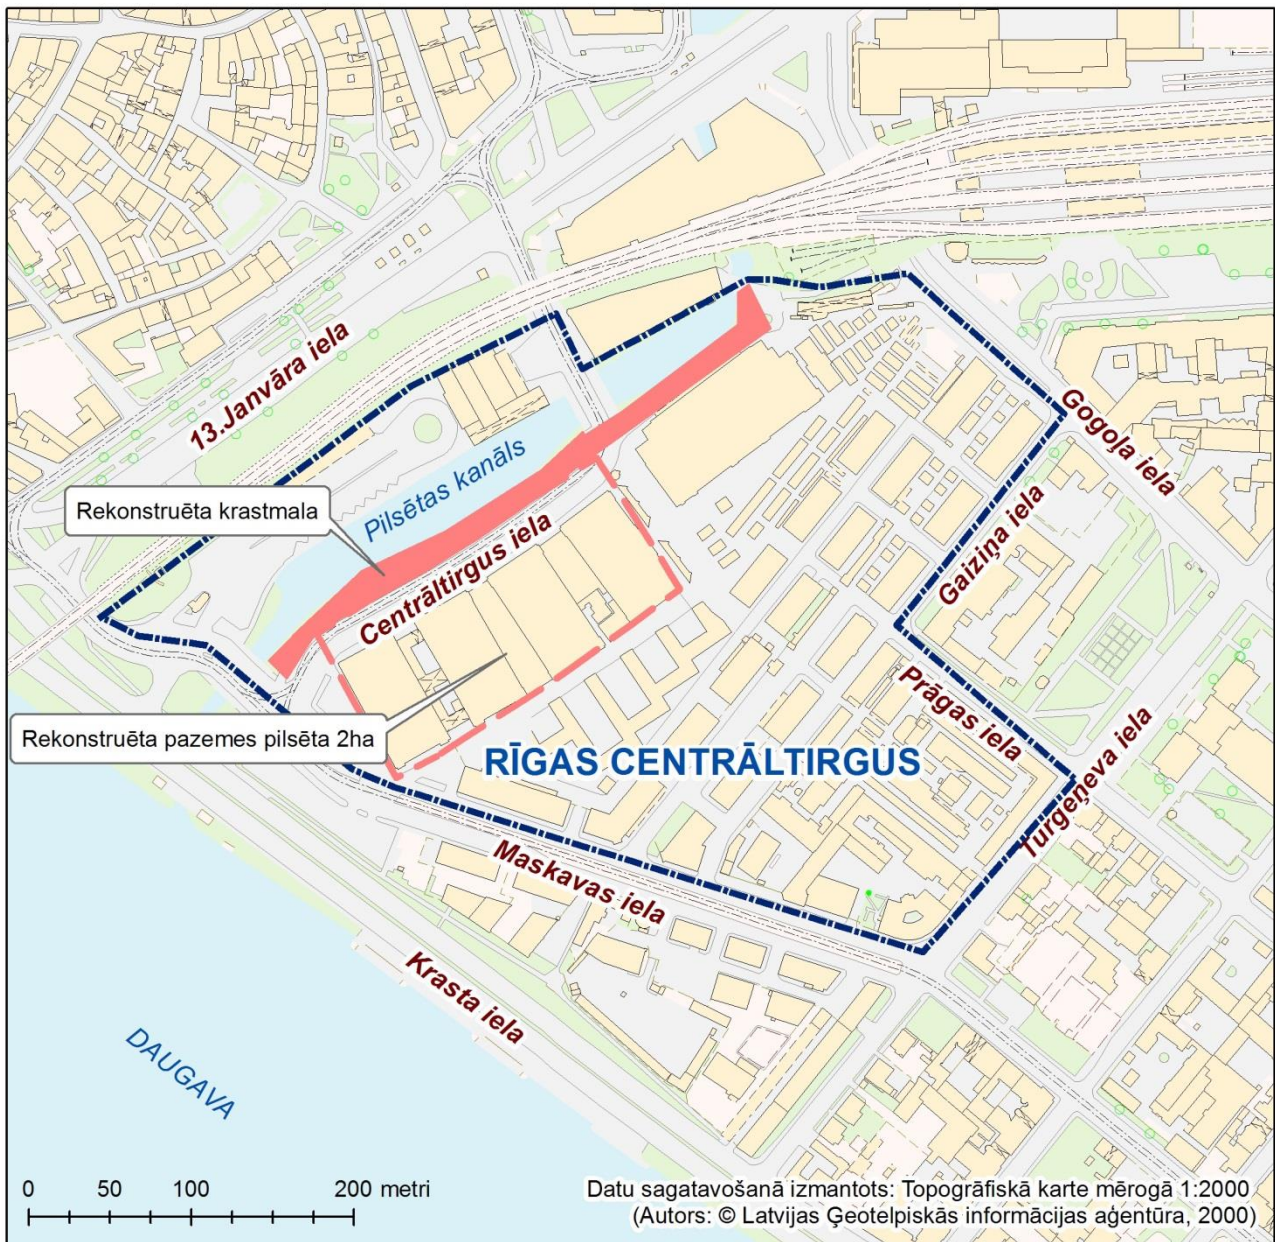 13.Janvāra iela
Gogoļa iela
Pilsētas kanāls
Rekonstruēta krastmala
Gaiziņa iela
Centrāltirgus iela
Prāgas iela
Rekonstruēta pazemes pilsēta 2ha
RĪGAS CENTRĀLTIRGUS
Turgeņeva iela
Maskavas iela
Krasta iela
DAUGAVA
0 50 100 200 metri
Datu sagatavošanā izmantots: Topogrāfiskā karte mērogā 1:2000
(Autors: © Latvijas Ģeotelpiskās informācijas aģentūra, 2000)